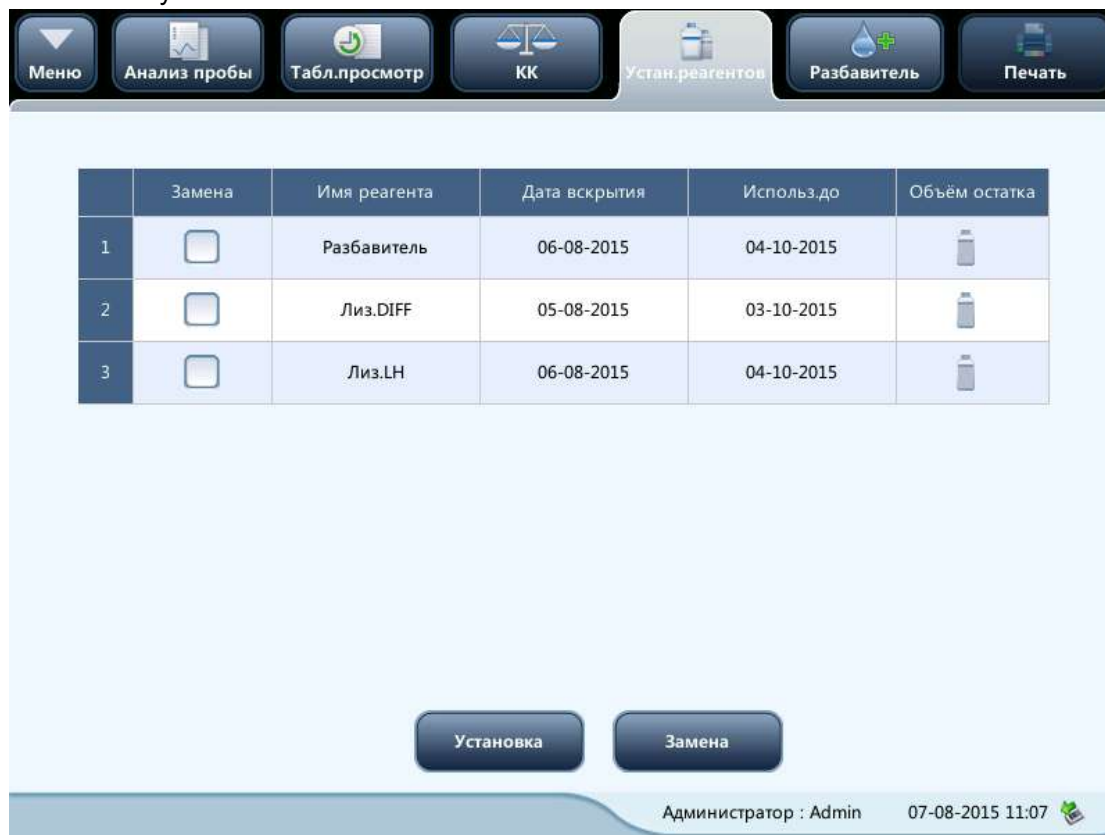 Меню Анализ пробы Табл.просмотр КК Устан.реагентов Разбавитель Печать
Замена Имя реагента Дата вскрытия Использ.до Объём остатка
1 Разбавитель 06-08-2015 04-10-2015
2 Лиз.DIFF 05-08-2015 03-10-2015
3 Лиз.LH 06-08-2015 04-10-2015
Установка Замена
Администратор : Admin 07-08-2015 11:07